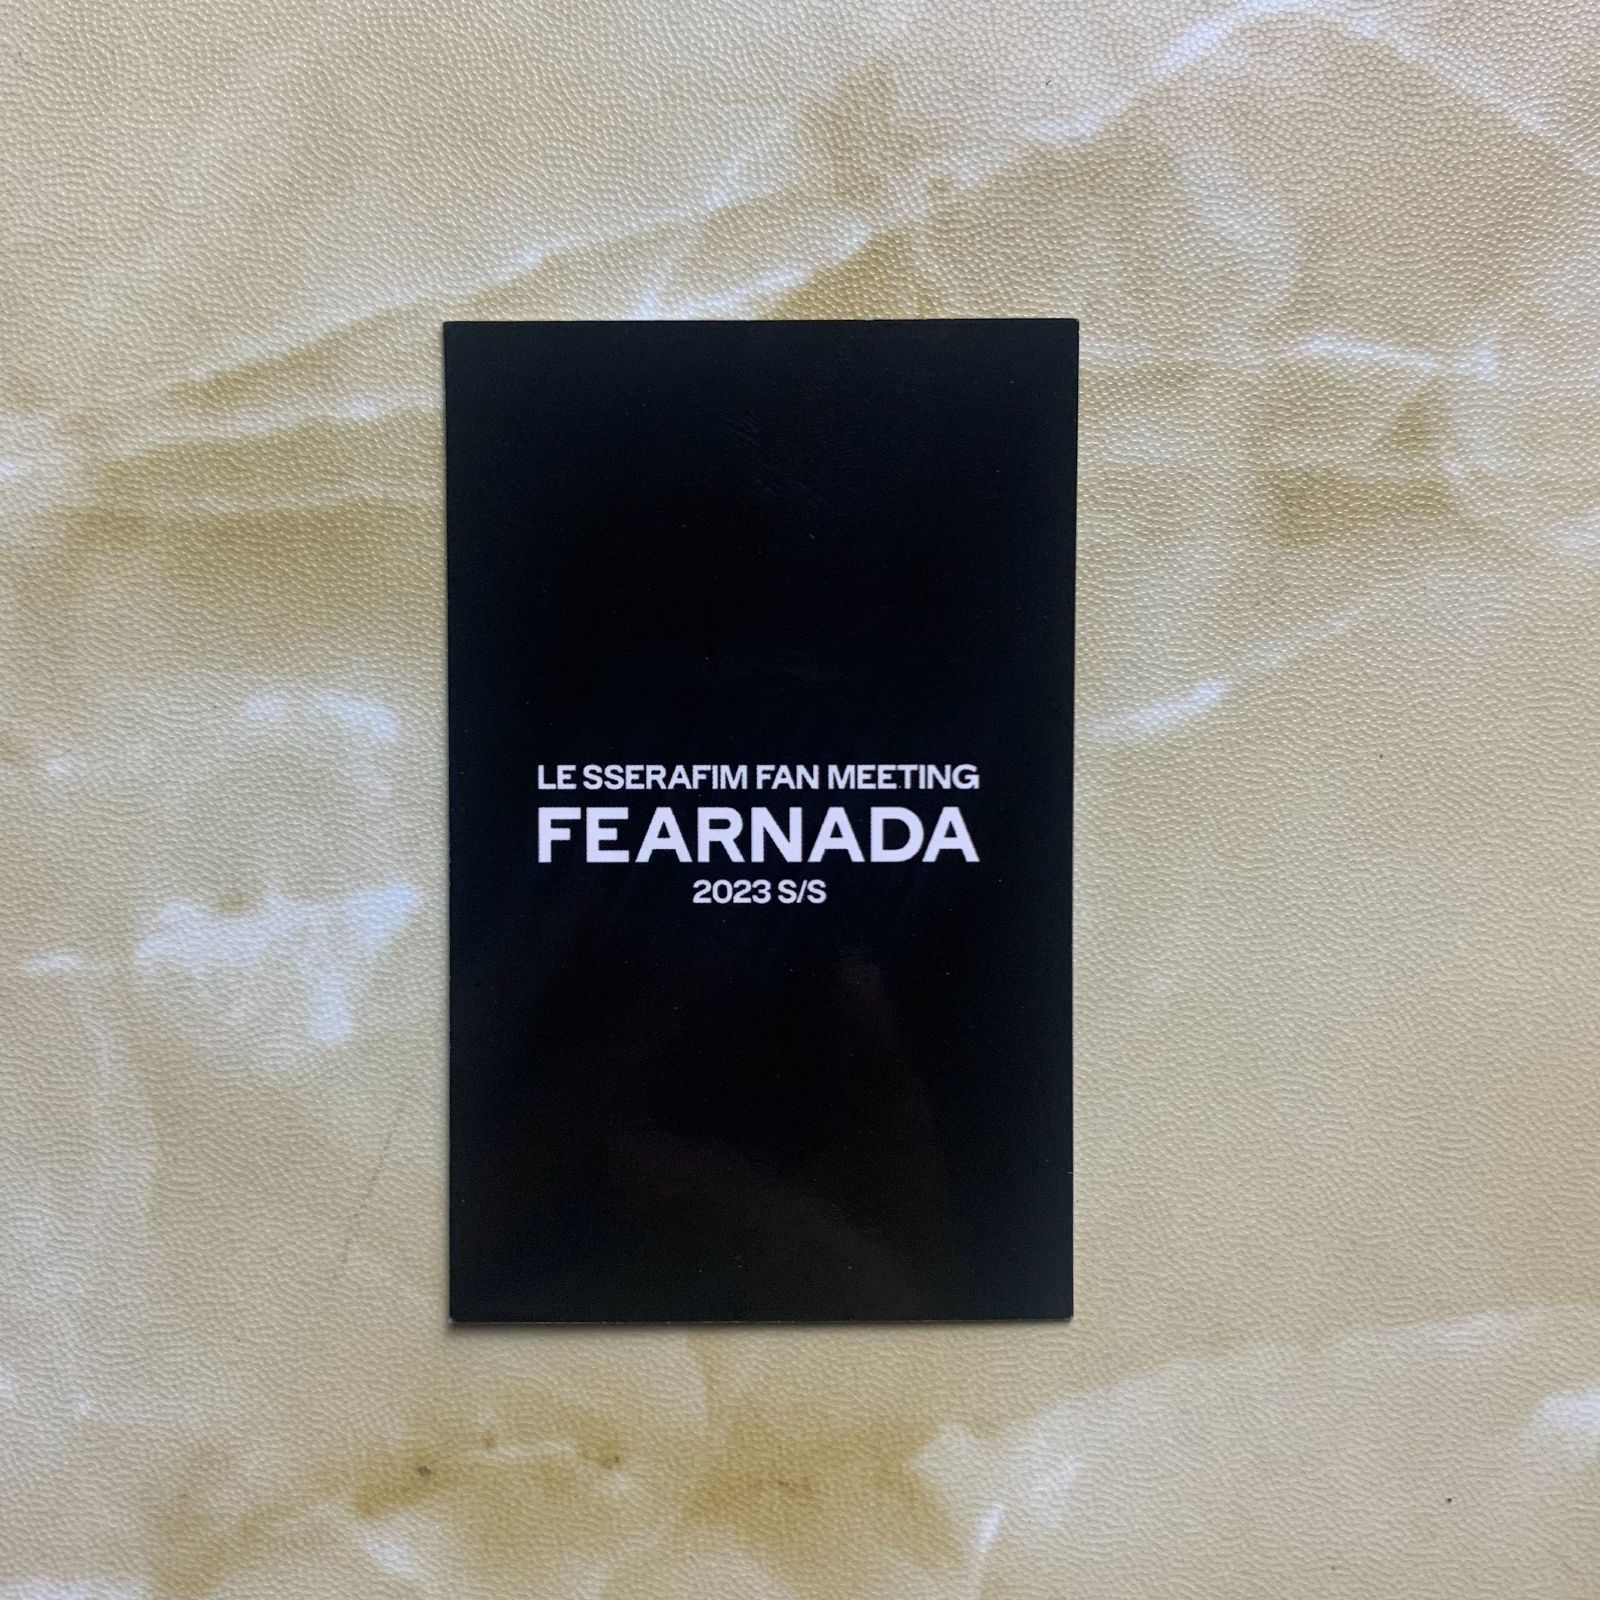 LE SSERAFIM FAN MEETING
FEARNADA
2023 S/S